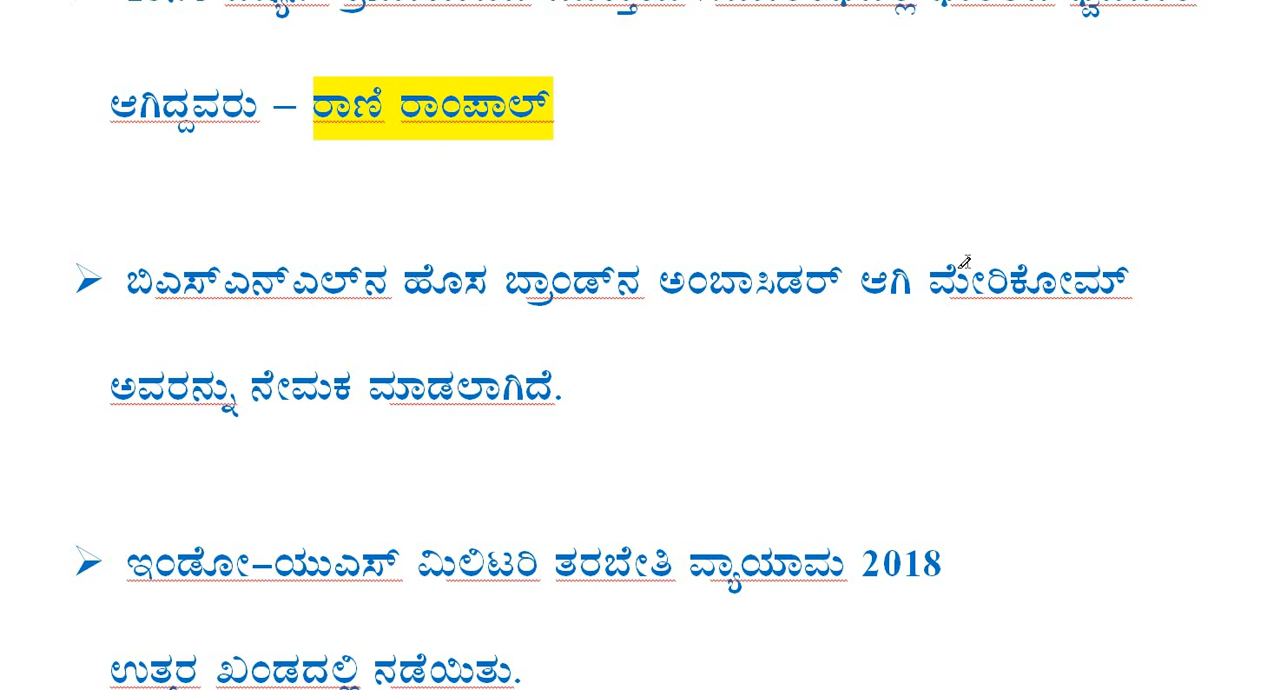 ಆಗಿದ್ದವರು – ರಾಣಿ ರಾಂಪಾಲ್
➢ ಬಿಎಸ್‌ಎನ್‌ಎಲ್‌ನ ಹೊಸ ಬ್ರಾಂಡ್‌ನ ಅಂಬಾಸಿಡರ್ ಆಗಿ ಮೇರಿಕೋಮ್
ಅವರನ್ನು ನೇಮಕ ಮಾಡಲಾಗಿದೆ.
➢ ಇಂಡೋ–ಯುಎಸ್ ಮಿಲಿಟರಿ ತರಬೇತಿ ವ್ಯಾಯಾಮ 2018
ಉತ್ತರ ಖಂಡದಲ್ಲಿ ನಡೆಯಿತು.